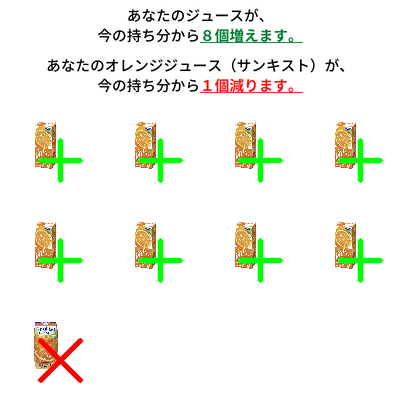 あなたのジュースが、
今の持ち分から８個増えます。
あなたのオレンジジュース（サンキスト）が、
今の持ち分から１個減ります。